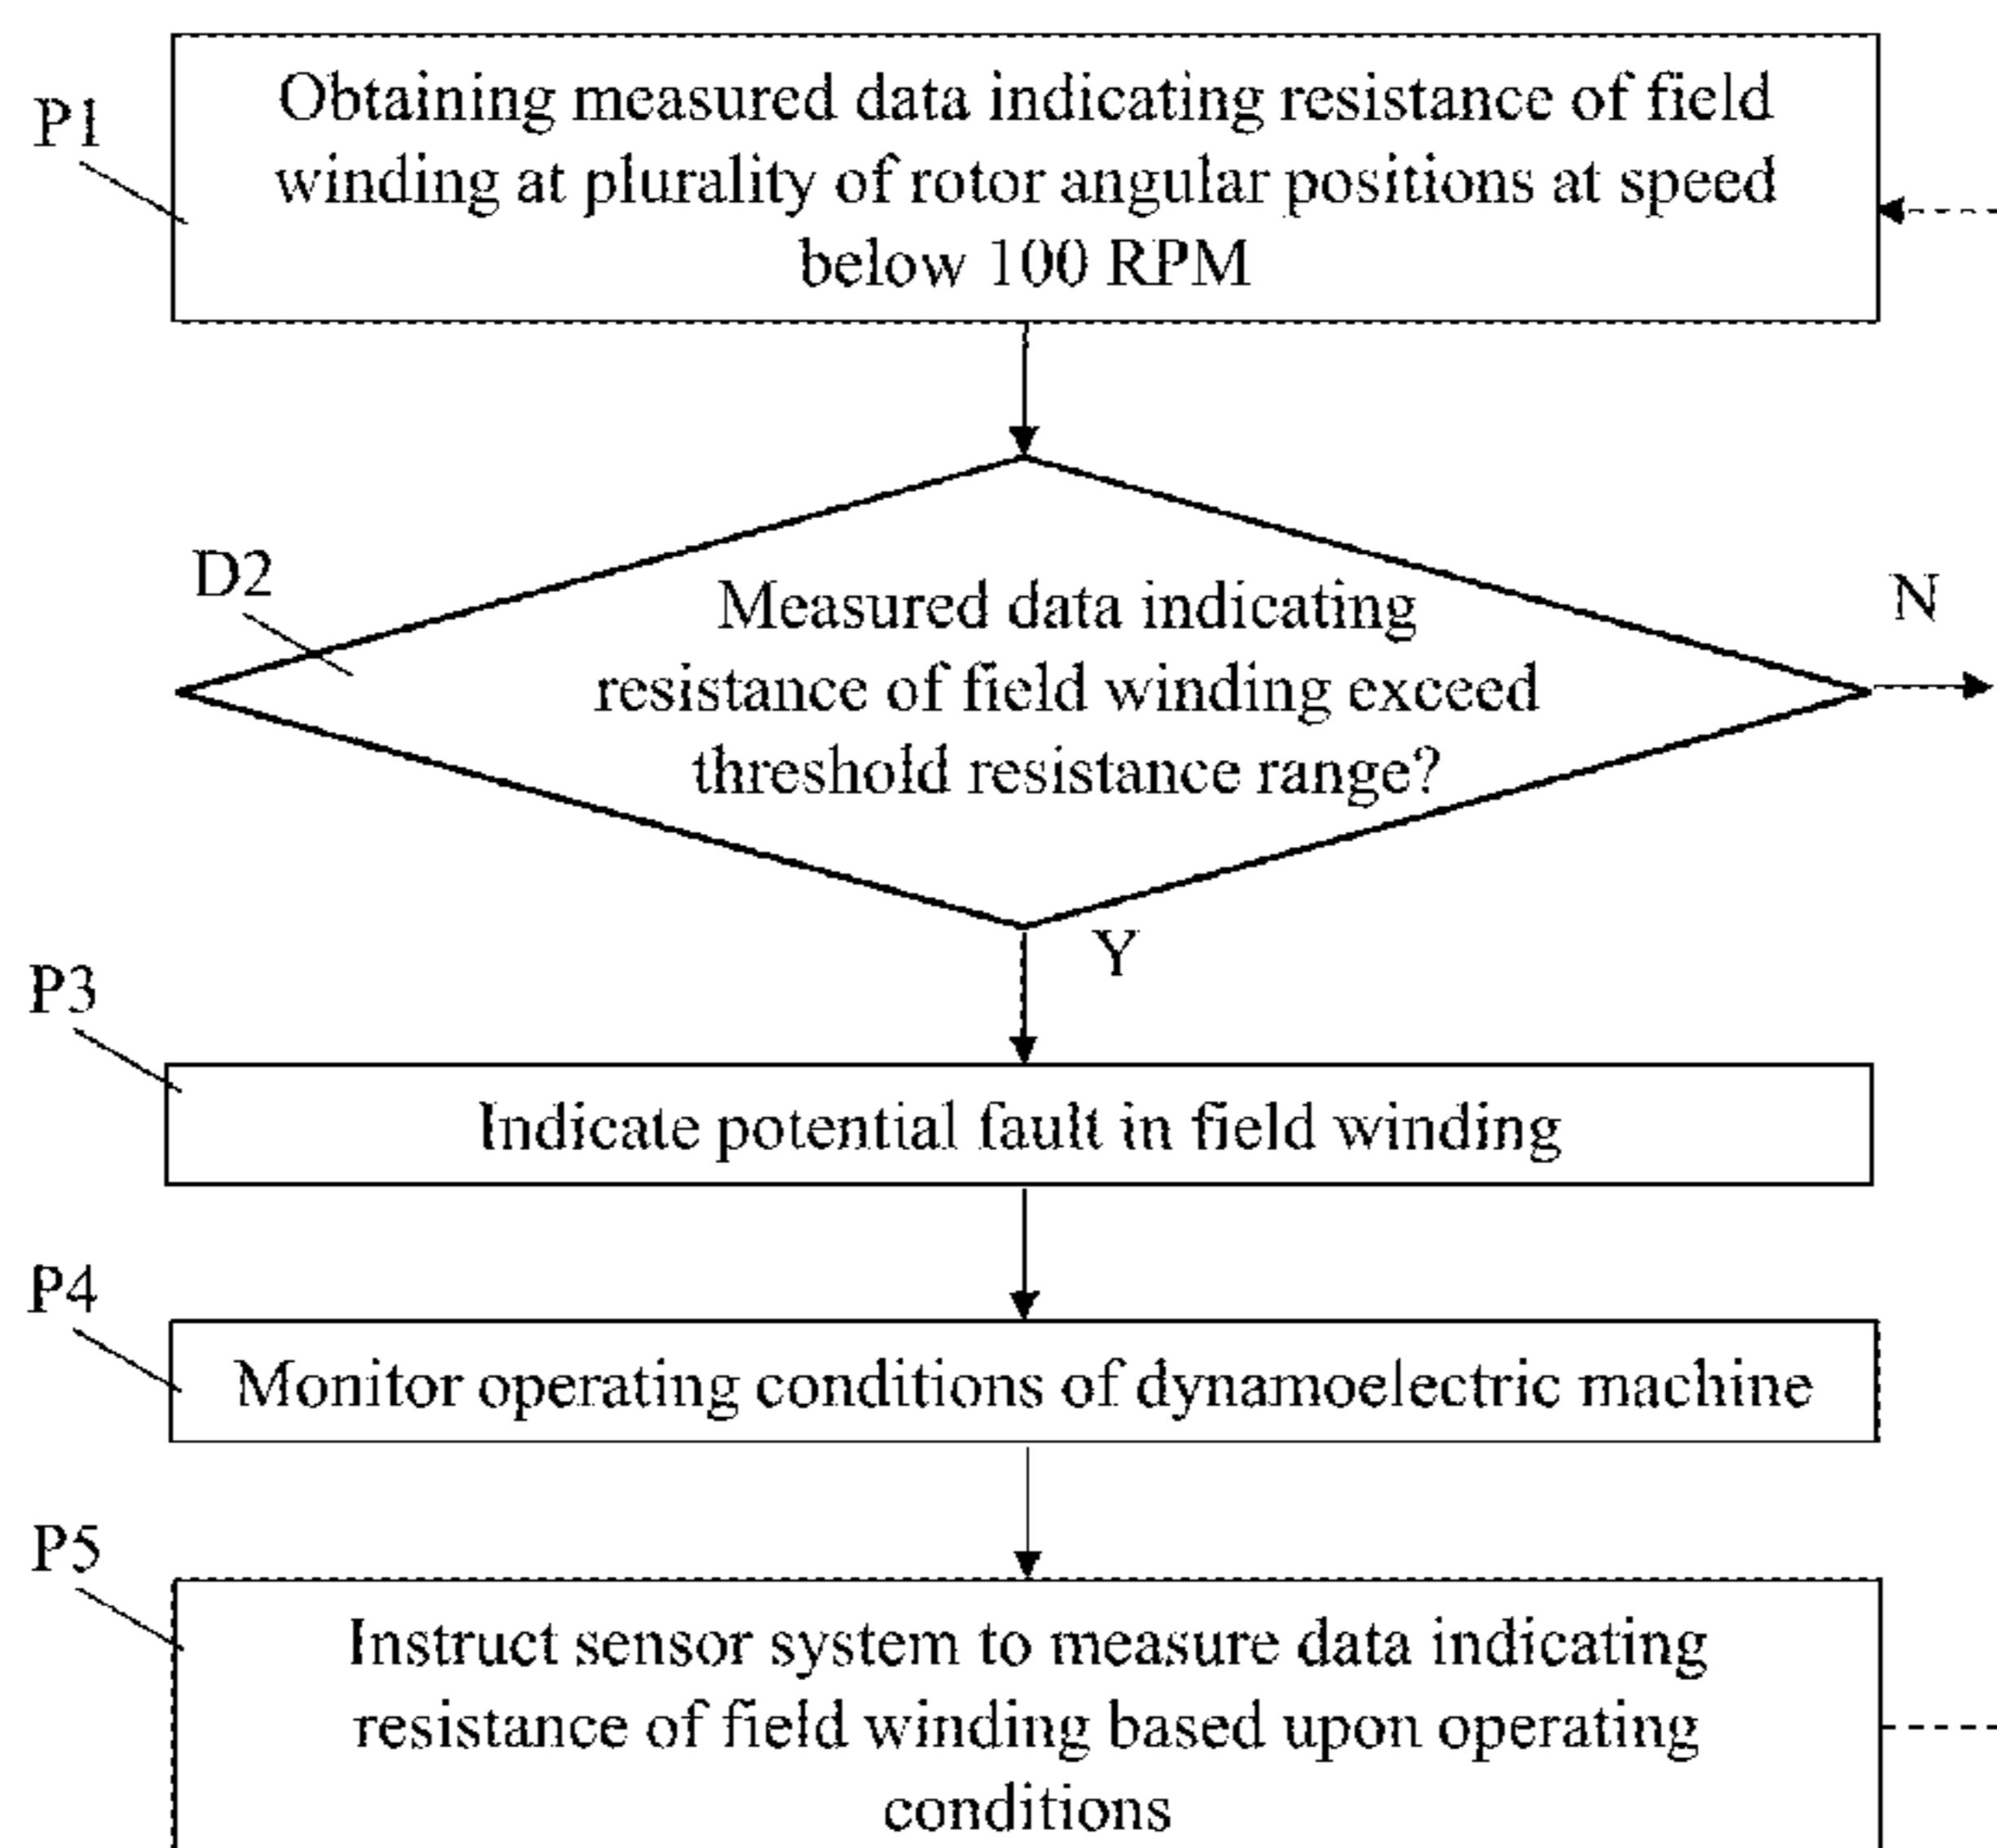 P1
Obtaining measured data indicating resistance of field
winding at plurality of rotor angular positions at speed
below 100 RPM
D2
Measured data indicating
resistance of field winding exceed
threshold resistance range?
N
Y
P3
Indicate potential fault in field winding
P4
Monitor operating conditions of dynamoelectric machine
P5
Instruct sensor system to measure data indicating
resistance of field winding based upon operating
conditions